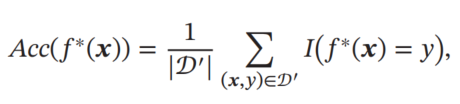 Acc(f*(𝒙)) = 1/|𝒟′| ∑_{(𝒙,y)∈𝒟′} I(f*(𝒙) = y),